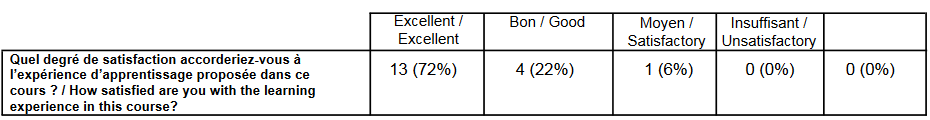 Excellent / Bon / Good Moyen / Insuffisant /
Excellent Satisfactory Unsatisfactory
Quel degré de satisfaction accorderiez-vous à
l'expérience d'apprentissage proposée dans ce
cours ? / How satisfied are you with the learning
experience in this course?
13 (72%) 4 (22%) 1 (6%) 0 (0%) 0 (0%)